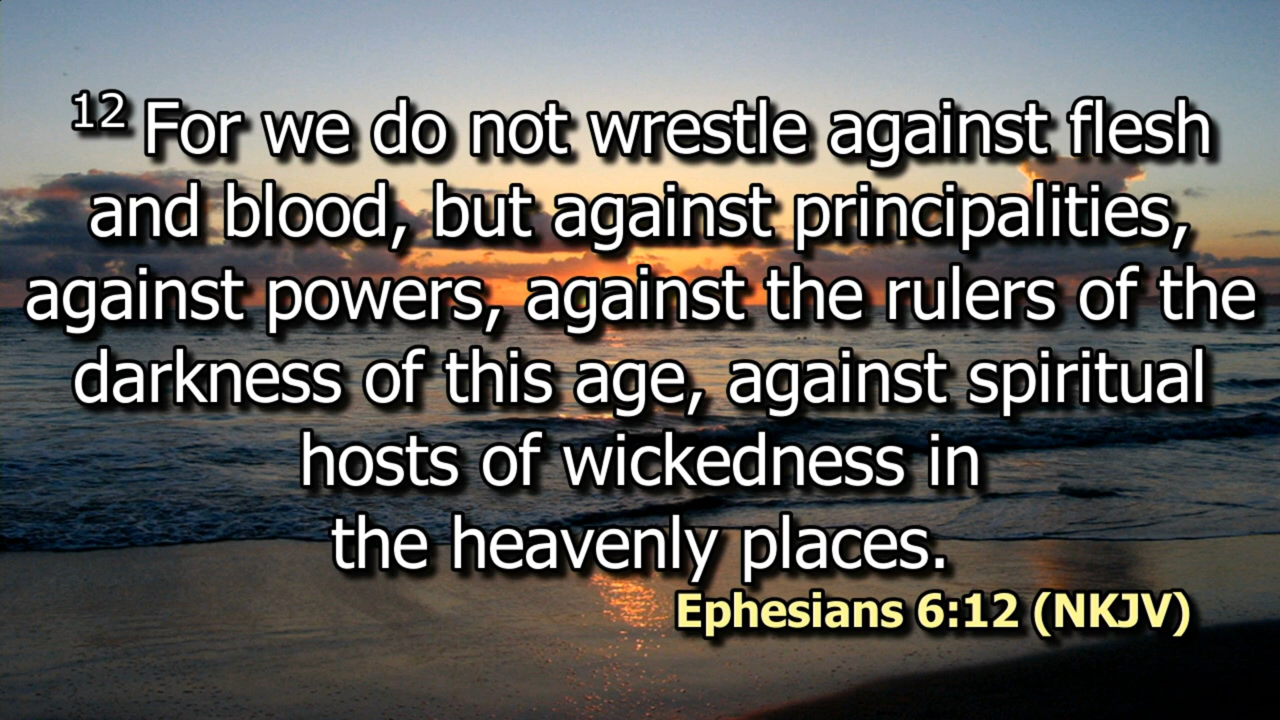 12 For we do not wrestle against flesh
and blood, but against principalities,
against powers, against the rulers of the
darkness of this age, against spiritual
hosts of wickedness in
the heavenly places.
Ephesians 6:12 (NKJV)